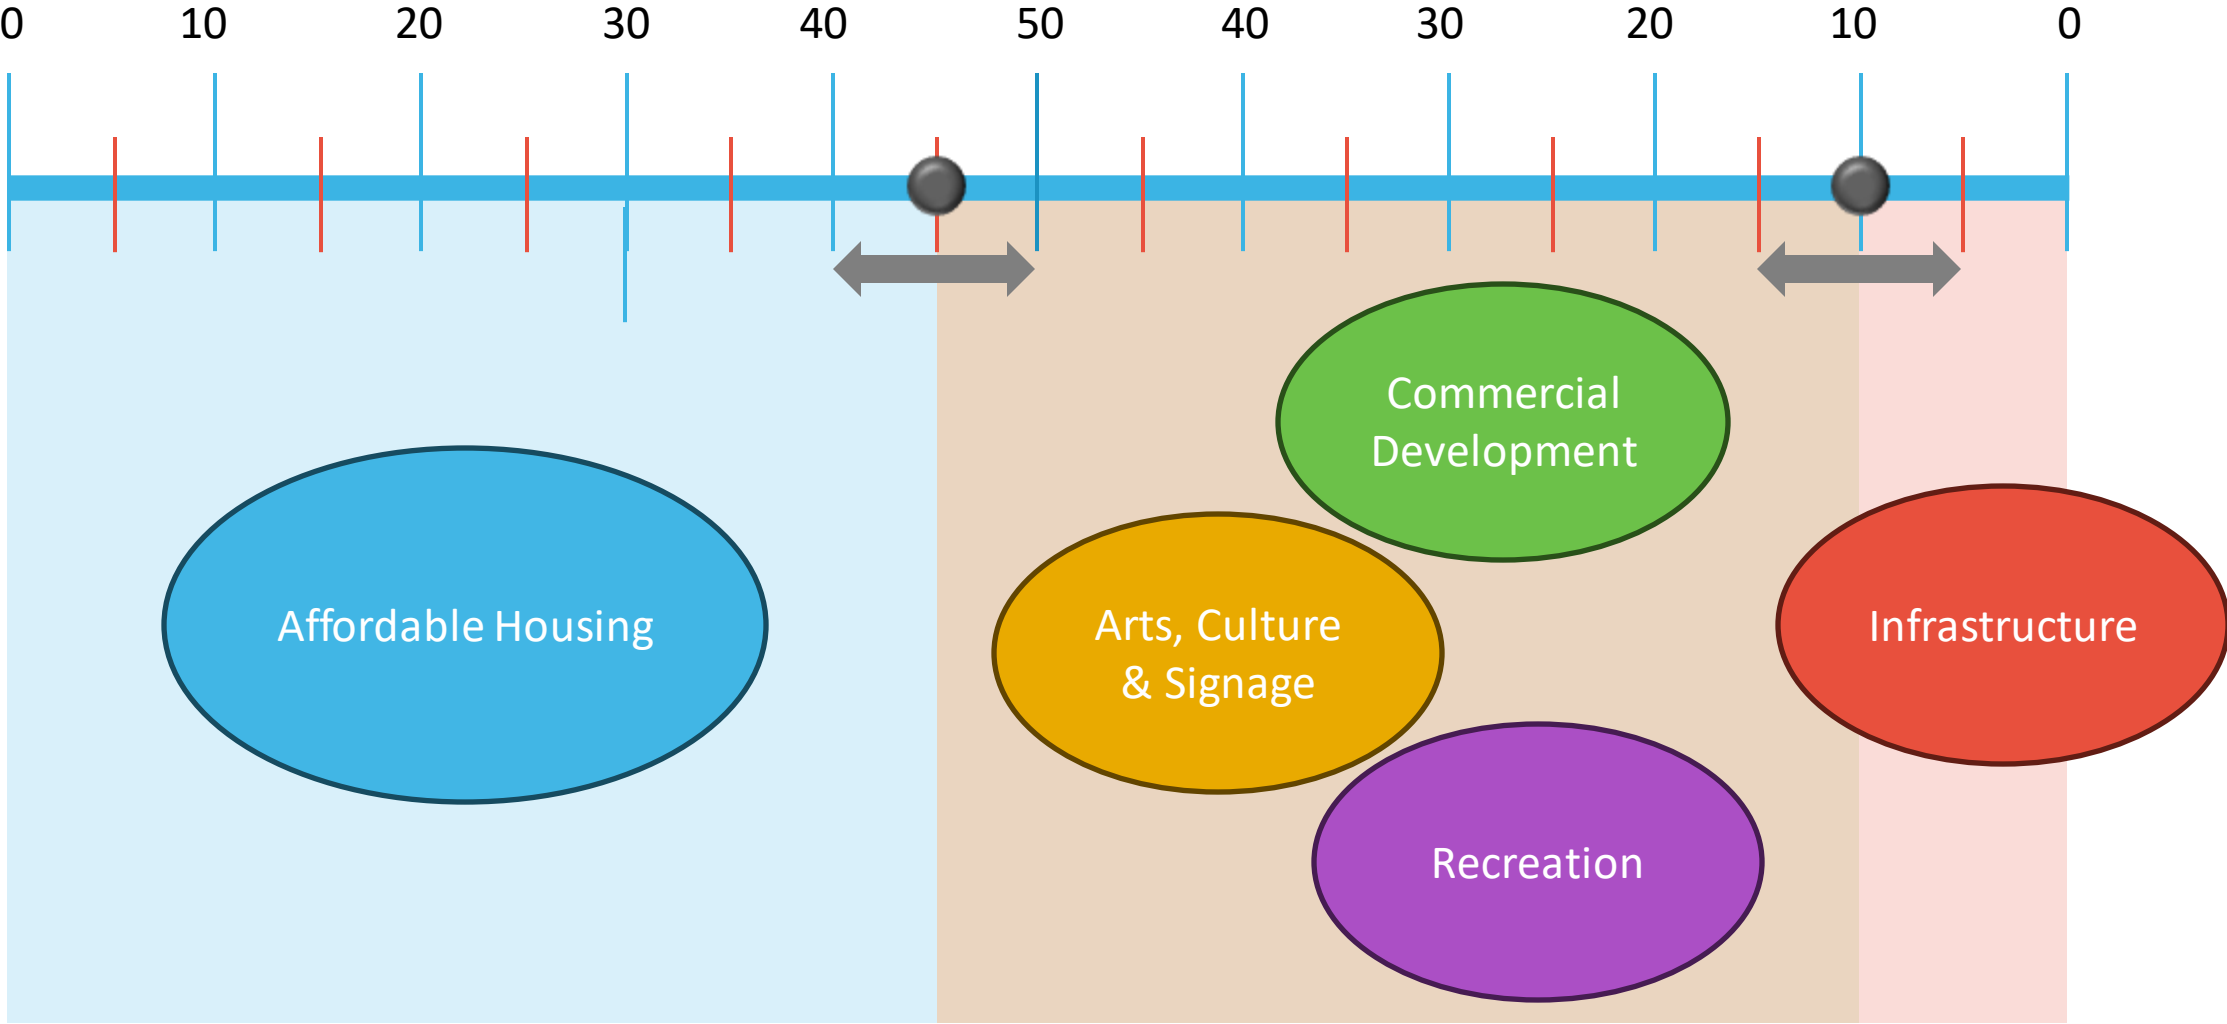 0 10 20 30 40 50 40 30 20 10 0
Commercial
Development
Affordable Housing
Arts, Culture
& Signage
Infrastructure
Recreation